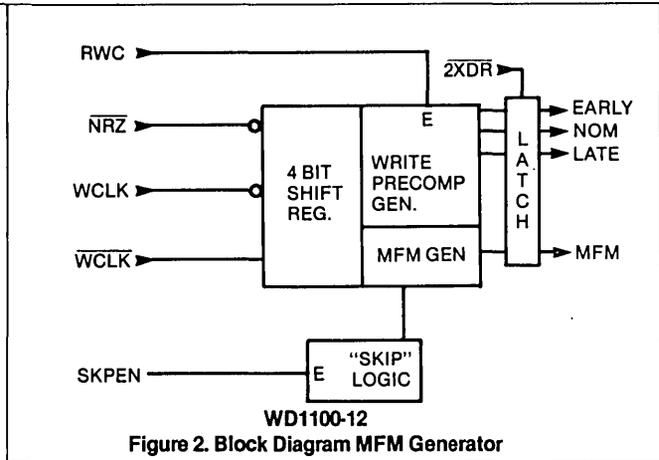 RWC
2XDR
EARLY
NOM
LATE
NRZ
E
4 BIT
SHIFT
REG.
WRITE
PRECOMP
GEN.
LATCH
WCLK
WCLK
MFM GEN
MFM
SKPEN
E
"SKIP"
LOGIC
WD1100-12
Figure 2. Block Diagram MFM Generator